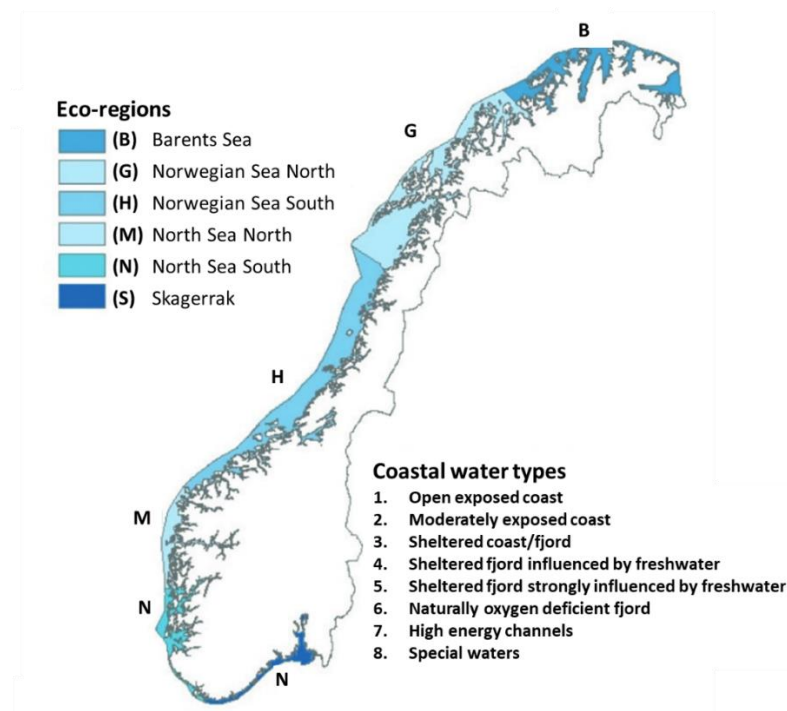 B
Eco-regions
(B) Barents Sea
G
(G) Norwegian Sea North
(H) Norwegian Sea South
(M) North Sea North
(N) North Sea South
(S) Skagerrak
H
Coastal water types
1. Open exposed coast
M
2. Moderately exposed coast
3. Sheltered coast/fjord
4. Sheltered fjord influenced by freshwater
5. Sheltered fjord strongly influenced by freshwater
N
6. Naturally oxygen deficient fjord
7. High energy channels
8. Special waters
N